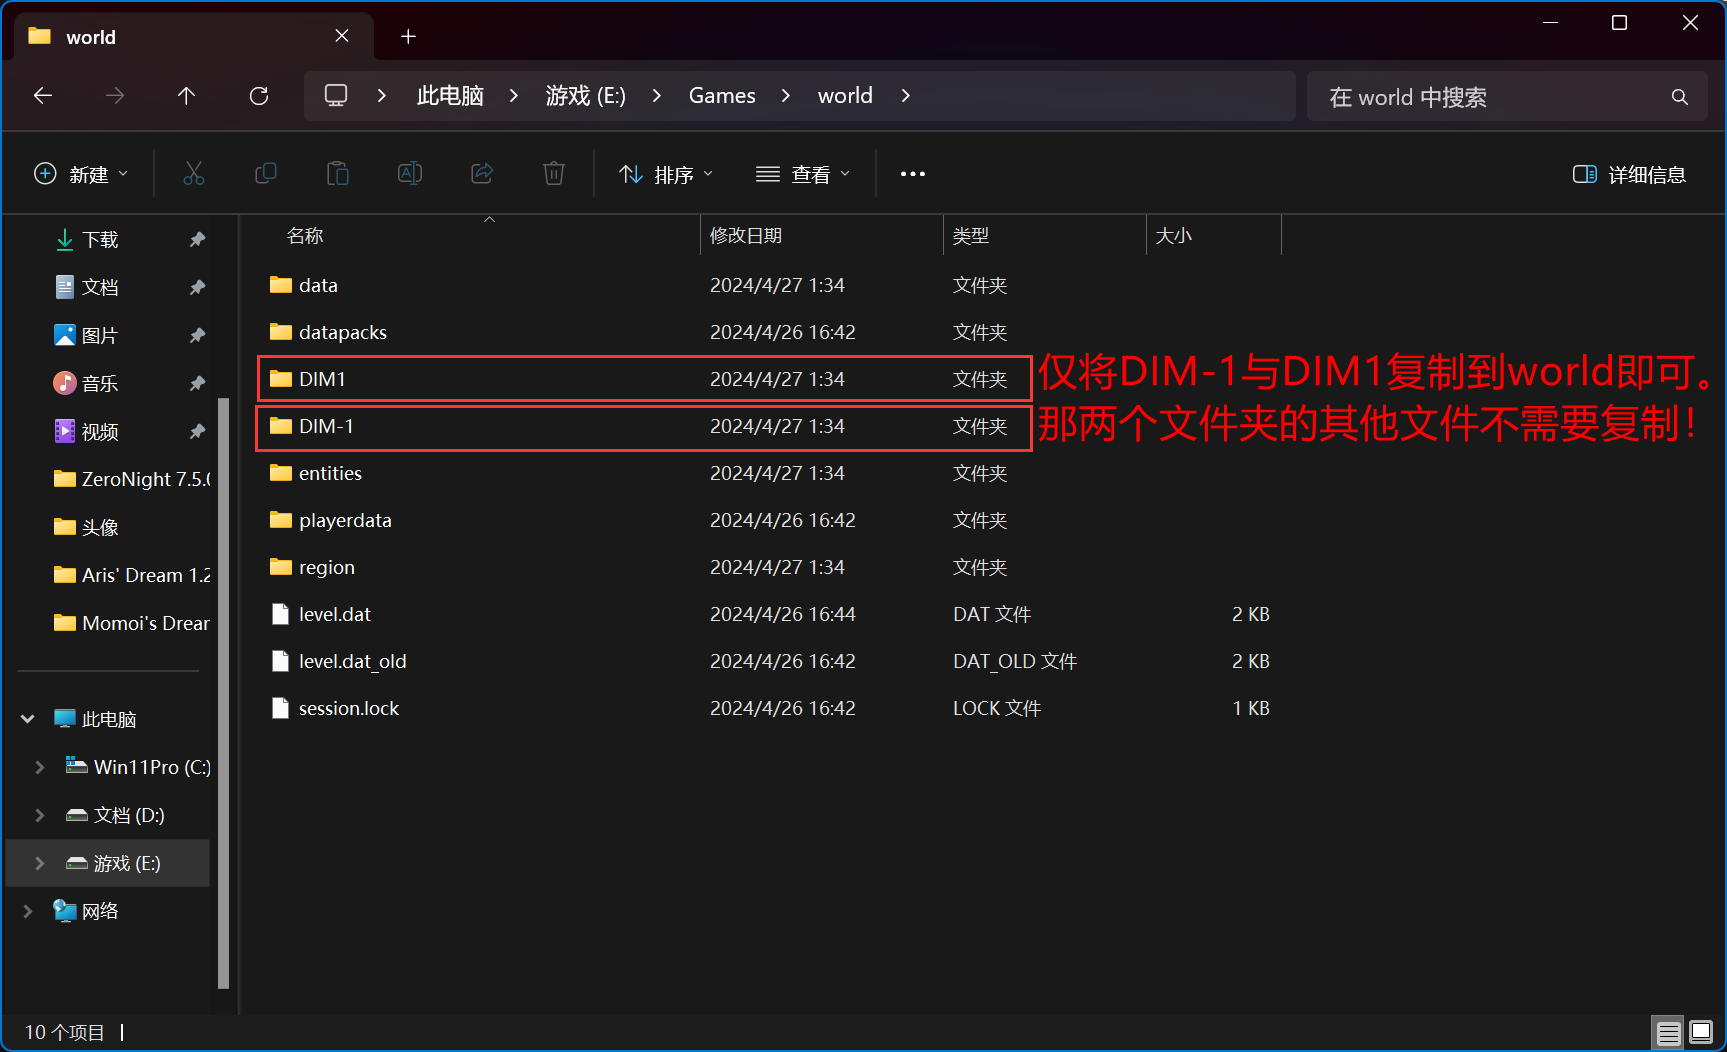 world
此电脑 游戏 (E:) Games world
在 world 中搜索
新建 排序 查看 详细信息
名称 修改日期 类型 大小
下载
文档
图片
音乐
视频
ZeroNight 7.5.0
头像
Aris' Dream 1.2
Momoi's Drear
此电脑
Win11Pro (C:)
文档 (D:)
游戏 (E:)
网络
data 2024/4/27 1:34 文件夹
datapacks 2024/4/26 16:42 文件夹
DIM1 2024/4/27 1:34 文件夹
仅将DIM-1与DIM1复制到world即可。
DIM-1 2024/4/27 1:34 文件夹
那两个文件夹的其他文件不需要复制！
entities 2024/4/27 1:34 文件夹
playerdata 2024/4/26 16:42 文件夹
region 2024/4/27 1:34 文件夹
level.dat 2024/4/26 16:44 DAT 文件 2 KB
level.dat_old 2024/4/26 16:42 DAT_OLD 文件 2 KB
session.lock 2024/4/26 16:42 LOCK 文件 1 KB
10 个项目